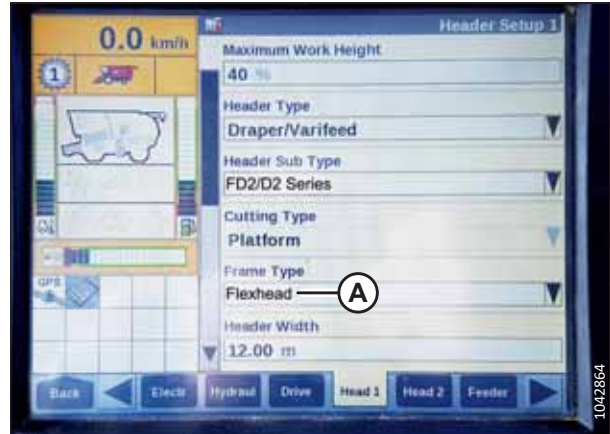 0.0 km/h
Header Setup 1
Maximum Work Height
40 %
1
Header Type
Draper/Varifeed
Header Sub Type
FD2/D2 Series
Cutting Type
Platform
Frame Type
Flexhead
A
GPS
Header Width
12.00 m
Back
Electr
Hydraul
Drive
Head 1
Head 2
Feeder
1042864